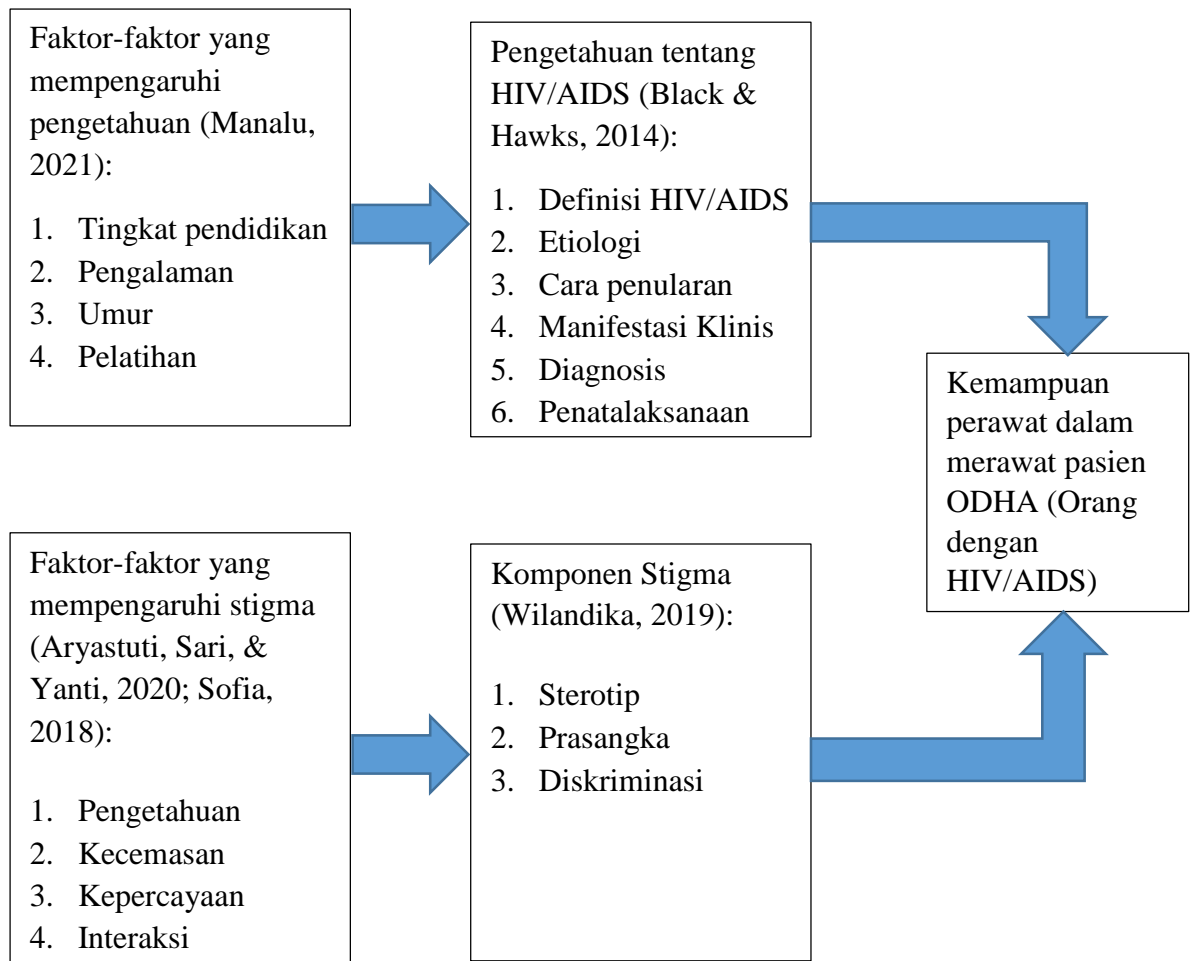 Faktor-faktor yang
mempengaruhi
pengetahuan (Manalu,
2021):
1. Tingkat pendidikan
2. Pengalaman
3. Umur
4. Pelatihan
Pengetahuan tentang
HIV/AIDS (Black &
Hawks, 2014):
1. Definisi HIV/AIDS
2. Etiologi
3. Cara penularan
4. Manifestasi Klinis
5. Diagnosis
6. Penatalaksanaan
Kemampuan
perawat dalam
merawat pasien
ODHA (Orang
dengan
HIV/AIDS)
Faktor-faktor yang
mempengaruhi stigma
(Aryastuti, Sari, &
Yanti, 2020; Sofia,
2018):
1. Pengetahuan
2. Kecemasan
3. Kepercayaan
4. Interaksi
Komponen Stigma
(Wilandika, 2019):
1. Sterotip
2. Prasangka
3. Diskriminasi